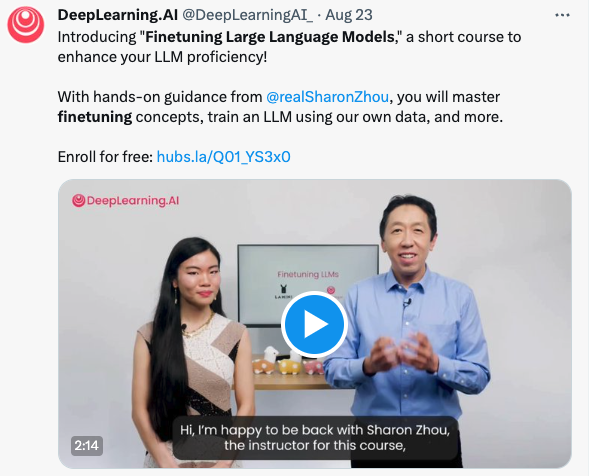 DeepLearning.AI @DeepLearningAI_ · Aug 23
Introducing "Finetuning Large Language Models," a short course to
enhance your LLM proficiency!
With hands-on guidance from @realSharonZhou, you will master
finetuning concepts, train an LLM using our own data, and more.
Enroll for free: hubs.la/Q01_YS3x0
DeepLearning.AI
Finetuning LLMs
Hi, I'm happy to be back with Sharon Zhou,
the instructor for this course,
2:14